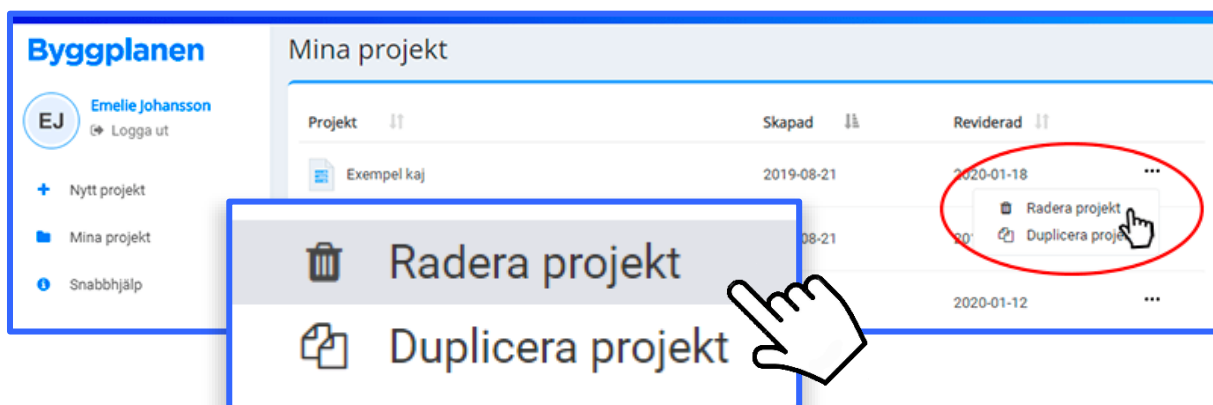 Byggplanen
Mina projekt
EJ
Emelie Johansson
Logga ut
Nytt projekt
Mina projekt
Snabbhjälp
Projekt Skapad Reviderad
Exempel kaj 2019-08-21 2020-01-18 ...
Radera projekt
Duplicera
08-21
2020-01-12 ...
Radera projekt
Duplicera projekt